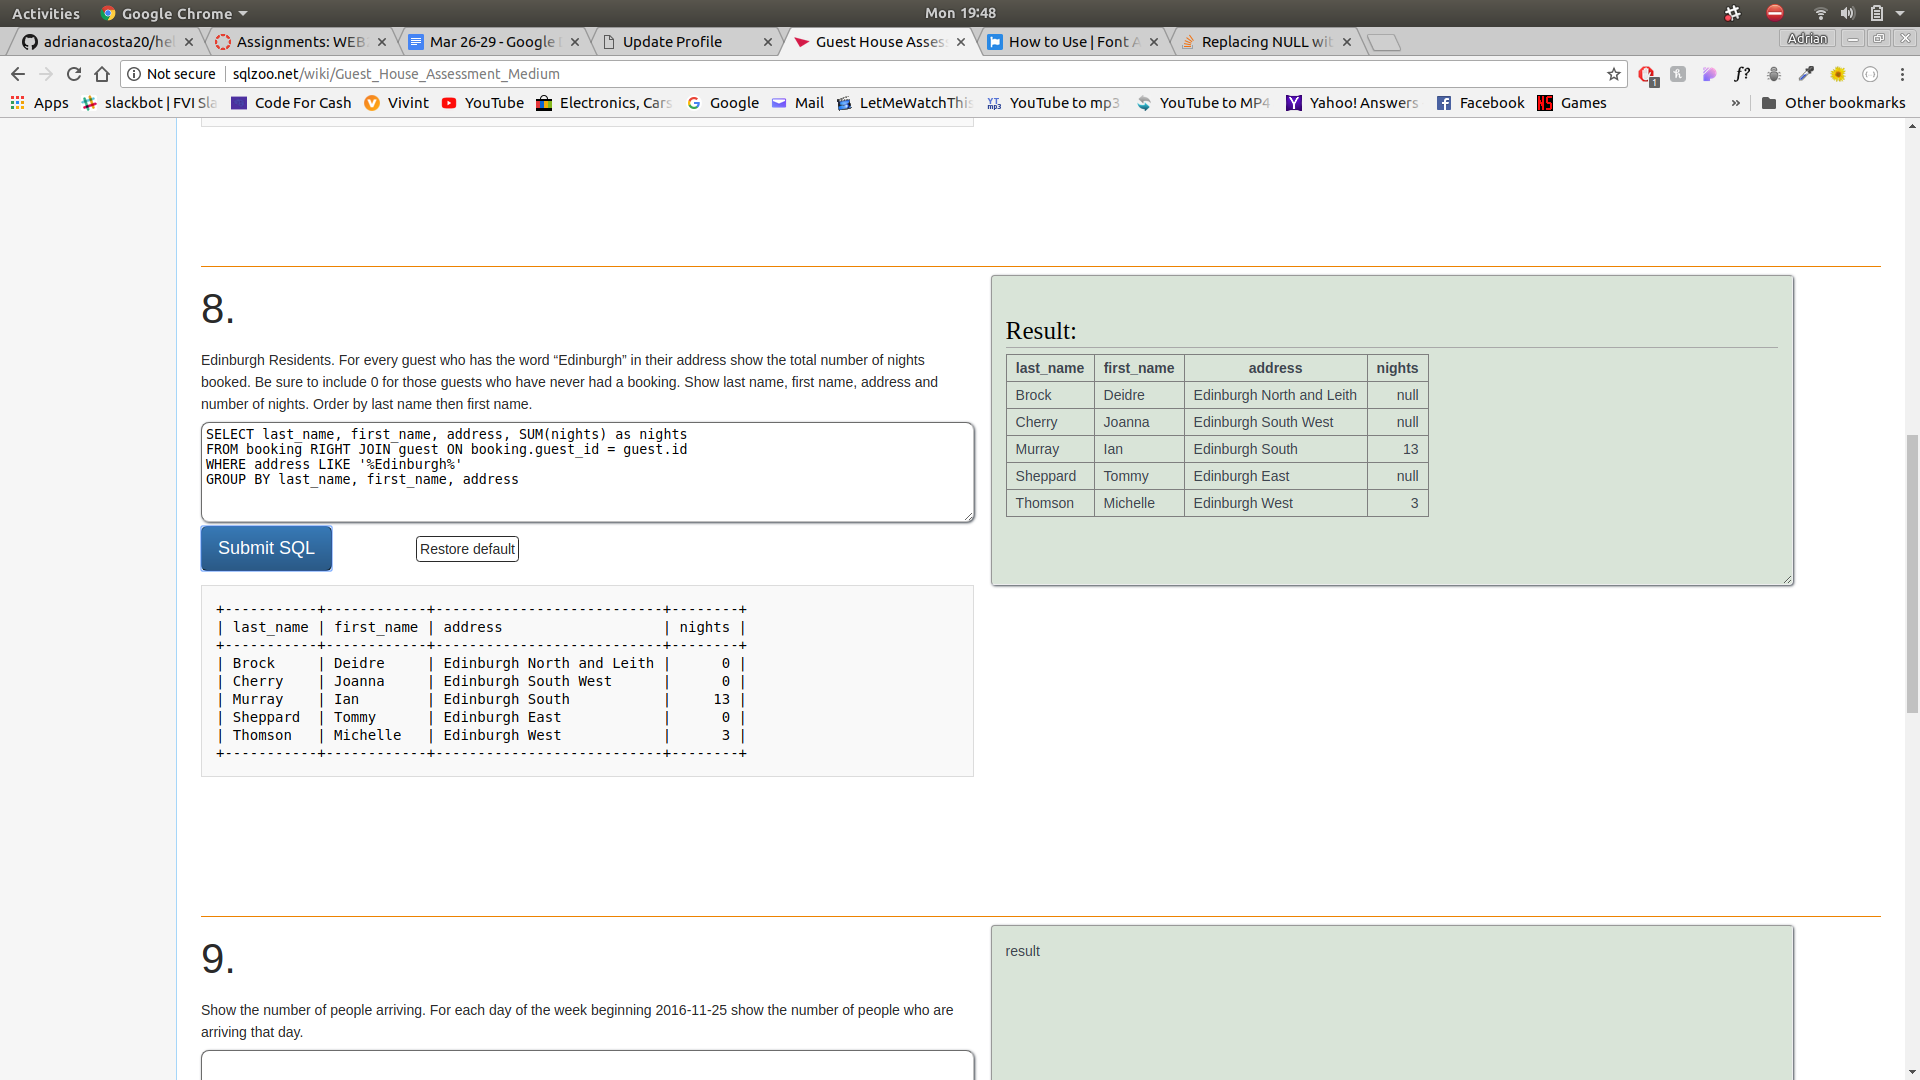 Activities Google Chrome Mon 19:48
adrianacosta20/hel Assignments: WEB Mar 26-29 - Google Update Profile Guest House Asses How to Use | Font A Replacing NULL wit Adrian
Not secure | sqlzoo.net/wiki/Guest_House_Assessment_Medium
Apps slackbot | FVI Sla Code For Cash Vivint YouTube Electronics, Cars Google Mail LetMeWatchThis YouTube to mp3 YouTube to MP4 Yahoo! Answers Facebook Games » Other bookmarks
8.
Edinburgh Residents. For every guest who has the word “Edinburgh” in their address show the total number of nights
booked. Be sure to include 0 for those guests who have never had a booking. Show last name, first name, address and
number of nights. Order by last name then first name.
SELECT last_name, first_name, address, SUM(nights) as nights
FROM booking RIGHT JOIN guest ON booking.guest_id = guest.id
WHERE address LIKE '%Edinburgh%'
GROUP BY last_name, first_name, address
Submit SQL Restore default
+-----------+------------+---------------------------+--------+
| last_name | first_name | address                   | nights |
+-----------+------------+---------------------------+--------+
| Brock     | Deidre     | Edinburgh North and Leith |      0 |
| Cherry    | Joanna     | Edinburgh South West      |      0 |
| Murray    | Ian        | Edinburgh South           |     13 |
| Sheppard  | Tommy      | Edinburgh East            |      0 |
| Thomson   | Michelle   | Edinburgh West            |      3 |
+-----------+------------+---------------------------+--------+
Result:
last_name first_name address nights
Brock Deidre Edinburgh North and Leith null
Cherry Joanna Edinburgh South West null
Murray Ian Edinburgh South 13
Sheppard Tommy Edinburgh East null
Thomson Michelle Edinburgh West 3
9.
Show the number of people arriving. For each day of the week beginning 2016-11-25 show the number of people who are
arriving that day.
result